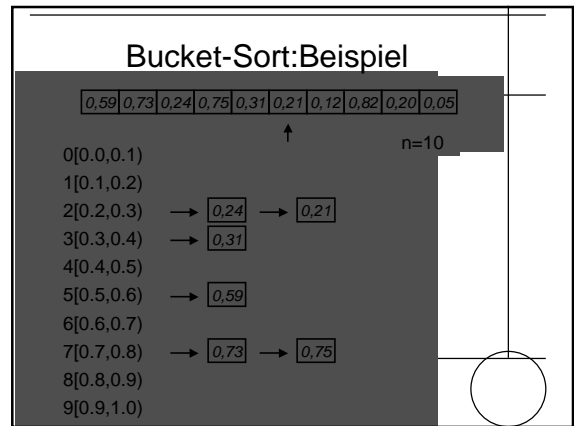 Bucket-Sort:Beispiel
0,59 0,73 0,24 0,75 0,31 0,21 0,12 0,82 0,20 0,05
n=10
0[0.0,0.1)
1[0.1,0.2)
2[0.2,0.3) 0,24 0,21
3[0.3,0.4) 0,31
4[0.4,0.5)
5[0.5,0.6) 0,59
6[0.6,0.7)
7[0.7,0.8) 0,73 0,75
8[0.8,0.9)
9[0.9,1.0)